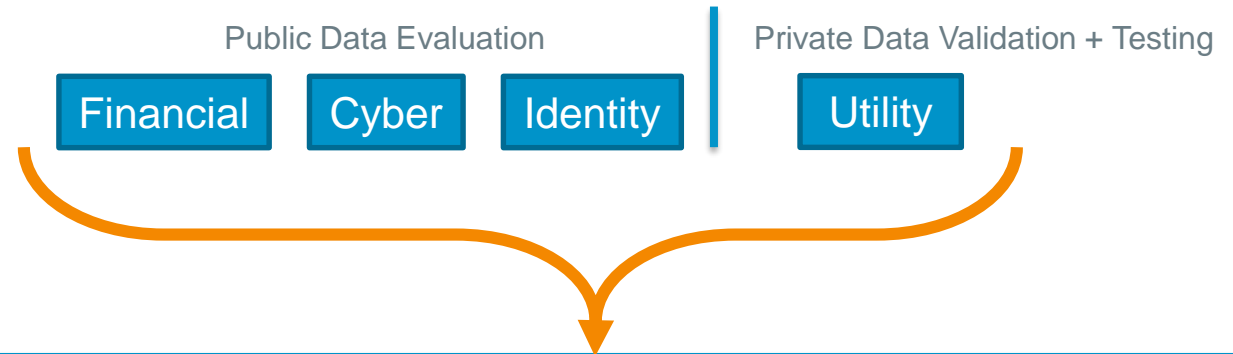 Public Data Evaluation
Private Data Validation + Testing
Financial
Cyber
Identity
Utility